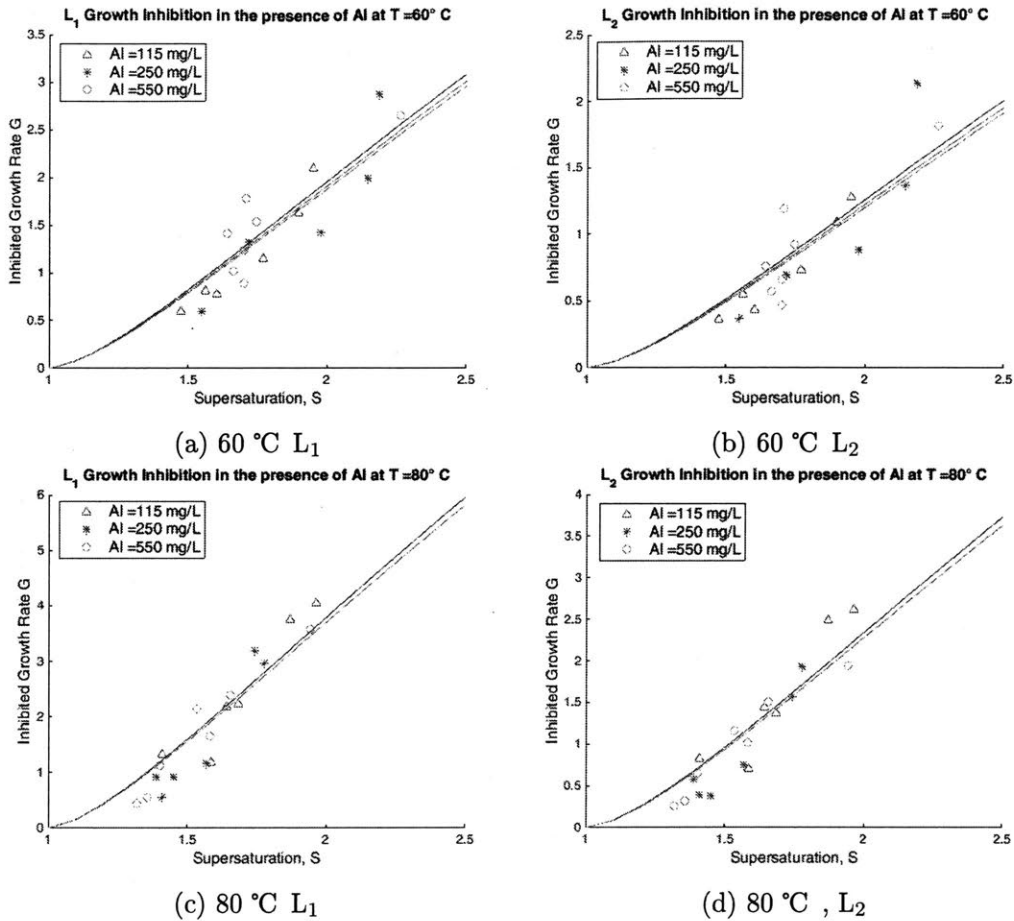 L1 Growth Inhibition in the presence of Al at T =60° C
Al =115 mg/L
Al =250 mg/L
Al =550 mg/L
Inhibited Growth Rate G
3.5
3
2.5
2
1.5
1
0.5
0
1
1.5
2
2.5
Supersaturation, S
(a) 60 °C L1
L2 Growth Inhibition in the presence of Al at T =60° C
Al =115 mg/L
Al =250 mg/L
Al =550 mg/L
Inhibited Growth Rate G
2.5
2
1.5
1
0.5
0
1
1.5
2
2.5
Supersaturation, S
(b) 60 °C L2
L1 Growth Inhibition in the presence of Al at T =80° C
Al =115 mg/L
Al =250 mg/L
Al =550 mg/L
Inhibited Growth Rate G
6
5
4
3
2
1
0
1
1.5
2
2.5
Supersaturation, S
(c) 80 °C L1
L2 Growth Inhibition in the presence of Al at T =80° C
Al =115 mg/L
Al =250 mg/L
Al =550 mg/L
Inhibited Growth Rate G
4
3.5
3
2.5
2
1.5
1
0.5
0
1
1.5
2
2.5
Supersaturation, S
(d) 80 °C , L2